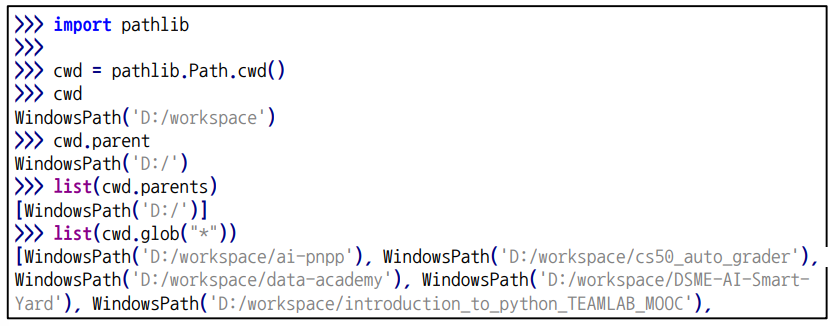 >>> import pathlib
>>>
>>> cwd = pathlib.Path.cwd()
>>> cwd
WindowsPath('D:/workspace')
>>> cwd.parent
WindowsPath('D:/')
>>> list(cwd.parents)
[WindowsPath('D:/')]
>>> list(cwd.glob("*"))
[WindowsPath('D:/workspace/ai-pnpp'), WindowsPath('D:/workspace/cs50_auto_grader'),
WindowsPath('D:/workspace/data-academy'), WindowsPath('D:/workspace/DSME-AI-Smart-
Yard'), WindowsPath('D:/workspace/introduction_to_python_TEAMLAB_MOOC'),